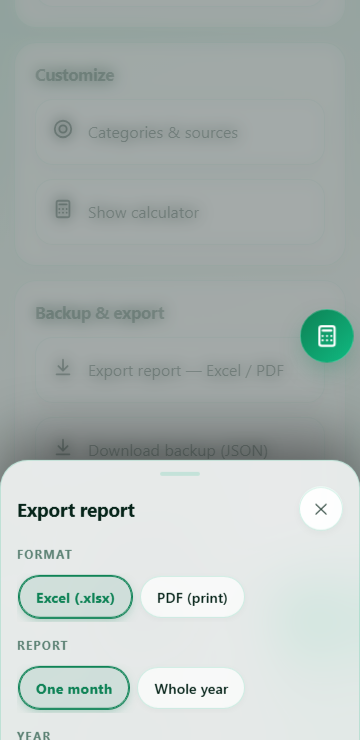 Customize
Categories & sources
Show calculator
Backup & export
Export report — Excel / PDF
Download backup (JSON)
Export report
FORMAT
Excel (.xlsx)
PDF (print)
REPORT
One month
Whole year
YEAR